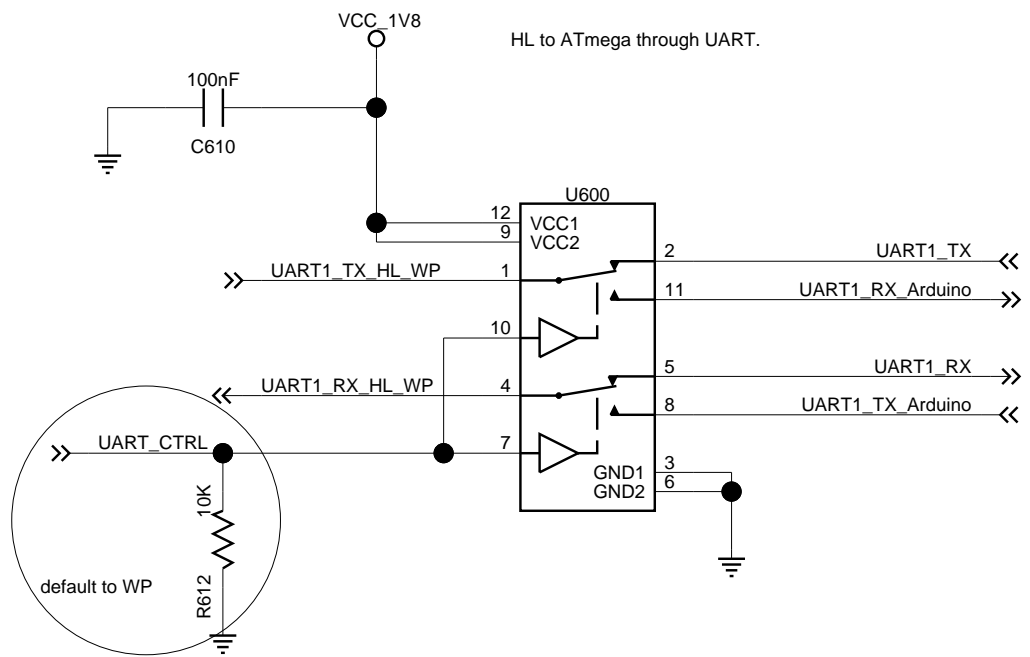 VCC_1V8
HL to ATmega through UART.
100nF
C610
U600
12
VCC1
9
VCC2
2
UART1_TX
UART1_TX_HL_WP
1
11
UART1_RX_Arduino
10
5
UART1_RX
UART1_RX_HL_WP
4
8
UART1_TX_Arduino
UART_CTRL
7
GND1
3
GND2
6
10K
R612
default to WP